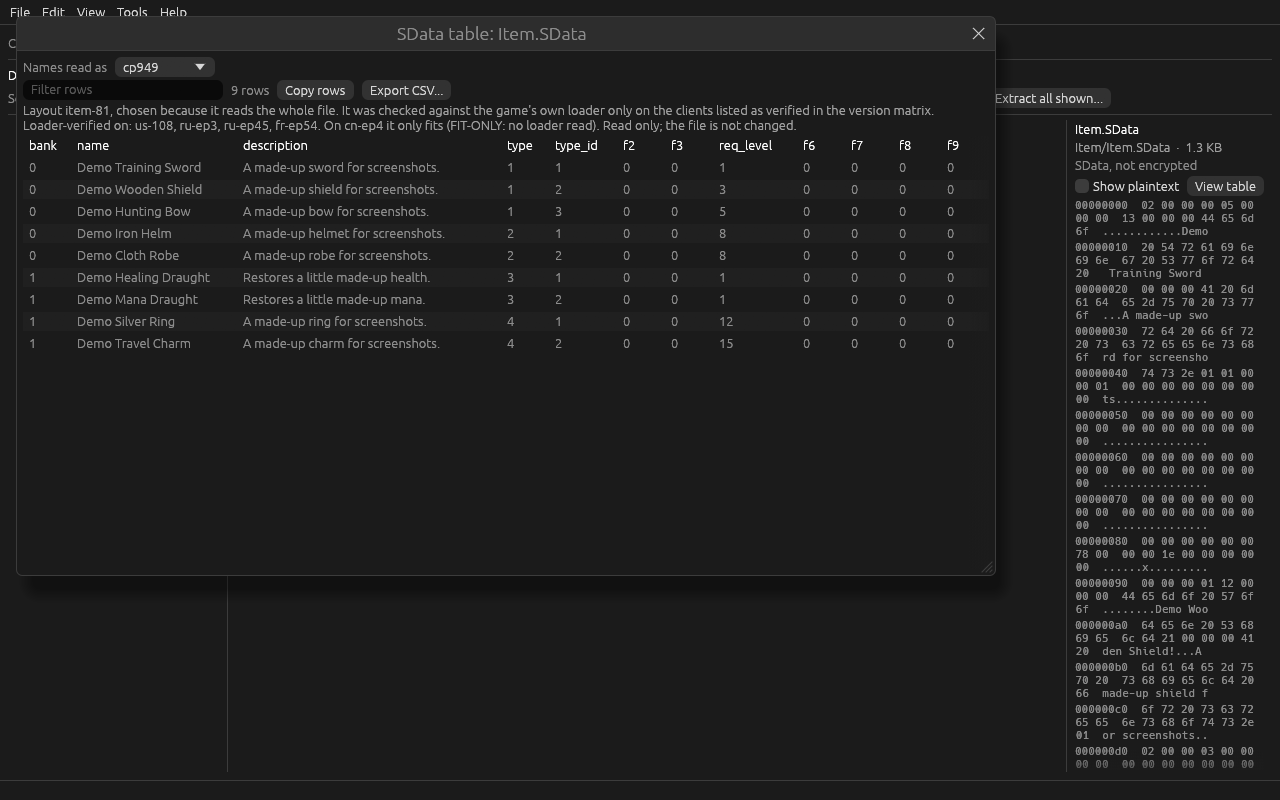 File Edit View Tools Help
SData table: Item.SData
Names read as cp949
Filter rows 9 rows Copy rows Export CSV...
Layout item-81, chosen because it reads the whole file. It was checked against the game's own loader only on the clients listed as verified in the version matrix.
Loader-verified on: us-108, ru-ep3, ru-ep45, fr-ep54. On cn-ep4 it only fits (FIT-ONLY: no loader read). Read only; the file is not changed.
bank name description type type_id f2 f3 req_level f6 f7 f8 f9
0 Demo Training Sword A made-up sword for screenshots. 1 1 0 0 1 0 0 0 0
0 Demo Wooden Shield A made-up shield for screenshots. 1 2 0 0 3 0 0 0 0
0 Demo Hunting Bow A made-up bow for screenshots. 1 3 0 0 5 0 0 0 0
0 Demo Iron Helm A made-up helmet for screenshots. 2 1 0 0 8 0 0 0 0
0 Demo Cloth Robe A made-up robe for screenshots. 2 2 0 0 8 0 0 0 0
1 Demo Healing Draught Restores a little made-up health. 3 1 0 0 1 0 0 0 0
1 Demo Mana Draught Restores a little made-up mana. 3 2 0 0 1 0 0 0 0
1 Demo Silver Ring A made-up ring for screenshots. 4 1 0 0 12 0 0 0 0
1 Demo Travel Charm A made-up charm for screenshots. 4 2 0 0 15 0 0 0 0
Extract all shown...
Item.SData
Item/Item.SData · 1.3 KB
SData, not encrypted
Show plaintext View table
00000000 02 00 00 00 05 00
00 00 13 00 00 00 44 65 6d
6f ............Demo
00000010 20 54 72 61 69 6e
69 6e 67 20 53 77 6f 72 64
20 Training Sword
00000020 00 00 00 41 20 6d
61 64 65 2d 75 70 20 73 77
6f ...A made-up swo
00000030 72 64 20 66 6f 72
20 73 63 72 65 65 6e 73 68
6f rd for screensho
00000040 74 73 2e 01 01 00
00 01 00 00 00 00 00 00 00
00 ts..............
00000050 00 00 00 00 00 00
00 00 00 00 00 00 00 00 00
00 ................
00000060 00 00 00 00 00 00
00 00 00 00 00 00 00 00 00
00 ................
00000070 00 00 00 00 00 00
00 00 00 00 00 00 00 00 00
00 ................
00000080 00 00 00 00 00 00
78 00 00 00 1e 00 00 00 00
00 ......x.........
00000090 00 00 00 01 12 00
00 00 44 65 6d 6f 20 57 6f
6f ........Demo Woo
000000a0 64 65 6e 20 53 68
69 65 6c 64 21 00 00 00 41
20 den Shield!...A
000000b0 6d 61 64 65 2d 75
70 20 73 68 69 65 6c 64 20
66 made-up shield f
000000c0 6f 72 20 73 63 72
65 65 6e 73 68 6f 74 73 2e
01 or screenshots..
000000d0 02 00 00 03 00 00
00 00 00 00 00 00 00 00 00